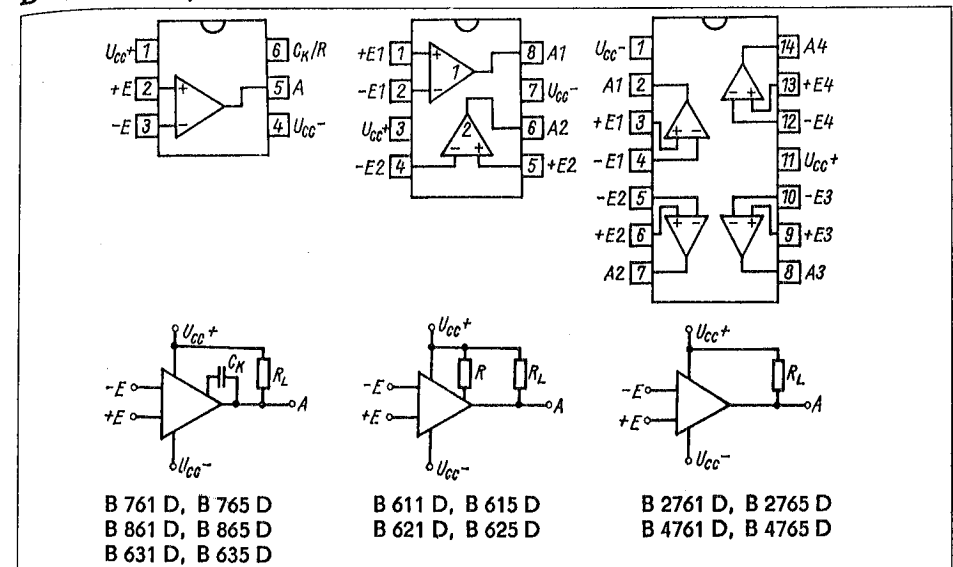 Ucc+ 1 6 CK/R
+E 2 + 5 A
-E 3 - 4 Ucc-
+E1 1 + 1 8 A1
-E1 2 - 7 Ucc-
Ucc+ 3 2 6 A2
-E2 4 - + 5 +E2
Ucc- 1 14 A4
A1 2 - + 13 +E4
+E1 3 + - 12 -E4
-E1 4 11 Ucc+
-E2 5 10 -E3
+E2 6 + - - + 9 +E3
A2 7 8 A3
Ucc+
CK
RL
-E
+E
A
Ucc-
Ucc+
R
RL
-E
+E
A
Ucc-
Ucc+
RL
-E
+E
A
Ucc-
B 761 D, B 765 D
B 861 D, B 865 D
B 631 D, B 635 D
B 611 D, B 615 D
B 621 D, B 625 D
B 2761 D, B 2765 D
B 4761 D, B 4765 D